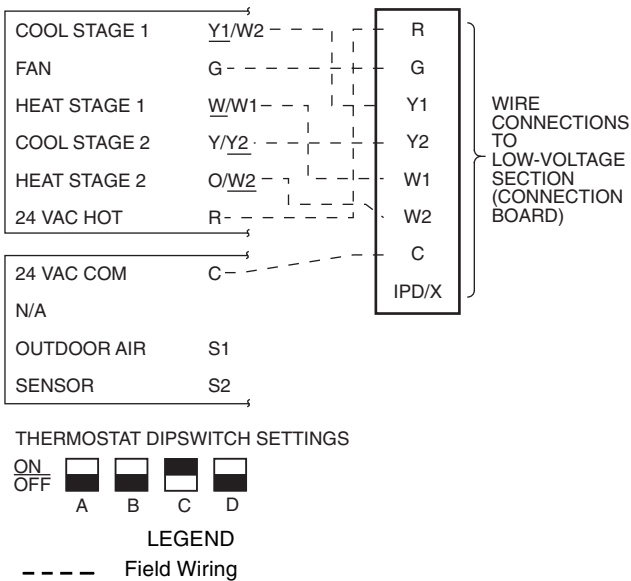 COOL STAGE 1 Y1/W2 R
FAN G G
HEAT STAGE 1 W/W1 Y1
COOL STAGE 2 Y/Y2 Y2
HEAT STAGE 2 O/W2 W1
24 VAC HOT R W2
24 VAC COM C C
N/A IPD/X
OUTDOOR AIR S1
SENSOR S2
WIRE
CONNECTIONS
TO
LOW-VOLTAGE
SECTION
(CONNECTION
BOARD)
THERMOSTAT DIPSWITCH SETTINGS
ON
OFF
A B C D
LEGEND
Field Wiring